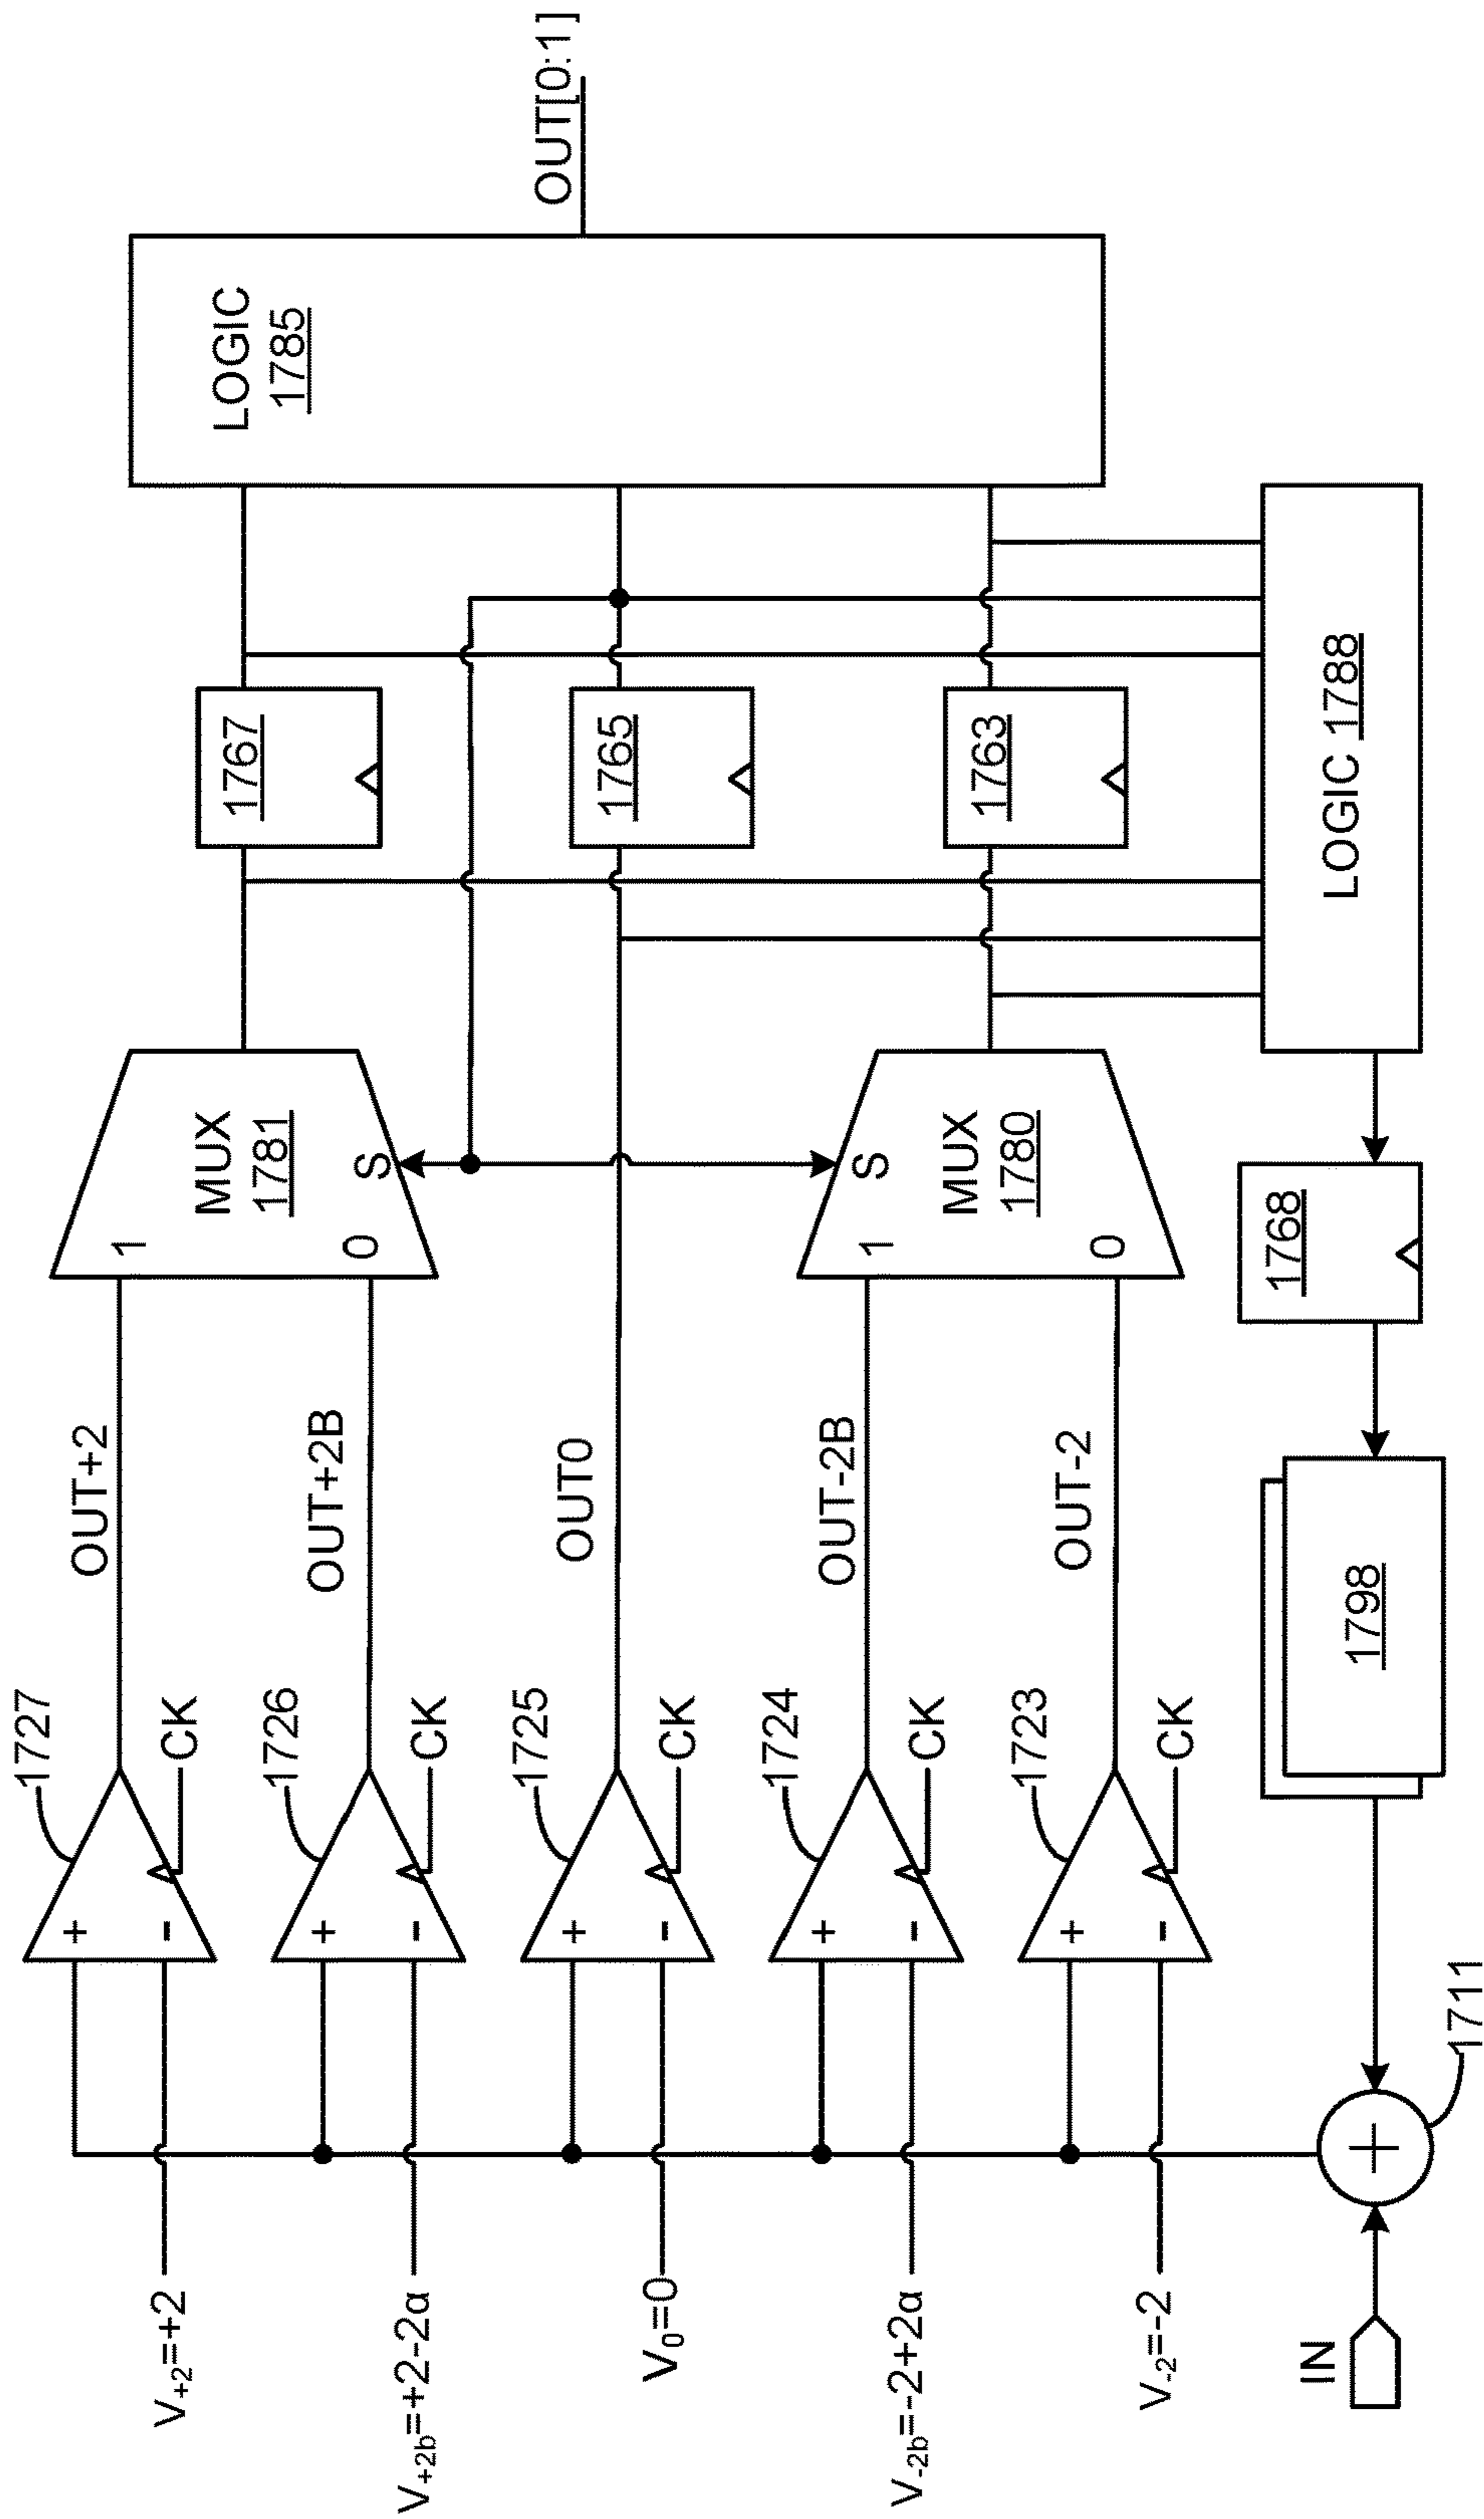 V+2=+2
1727
+
-
CK
OUT+2
1
0
S
MUX
1781
1767
LOGIC
1785
OUT[0:1]
V+2b=+2-2α
1726
+
-
CK
OUT+2B
V0=0
1725
+
-
CK
OUT0
1765
V-2b=-2+2α
1724
+
-
CK
OUT-2B
1
0
S
MUX
1780
1763
V-2=-2
1723
+
-
CK
OUT-2
IN
+
1711
1798
1768
LOGIC 1788